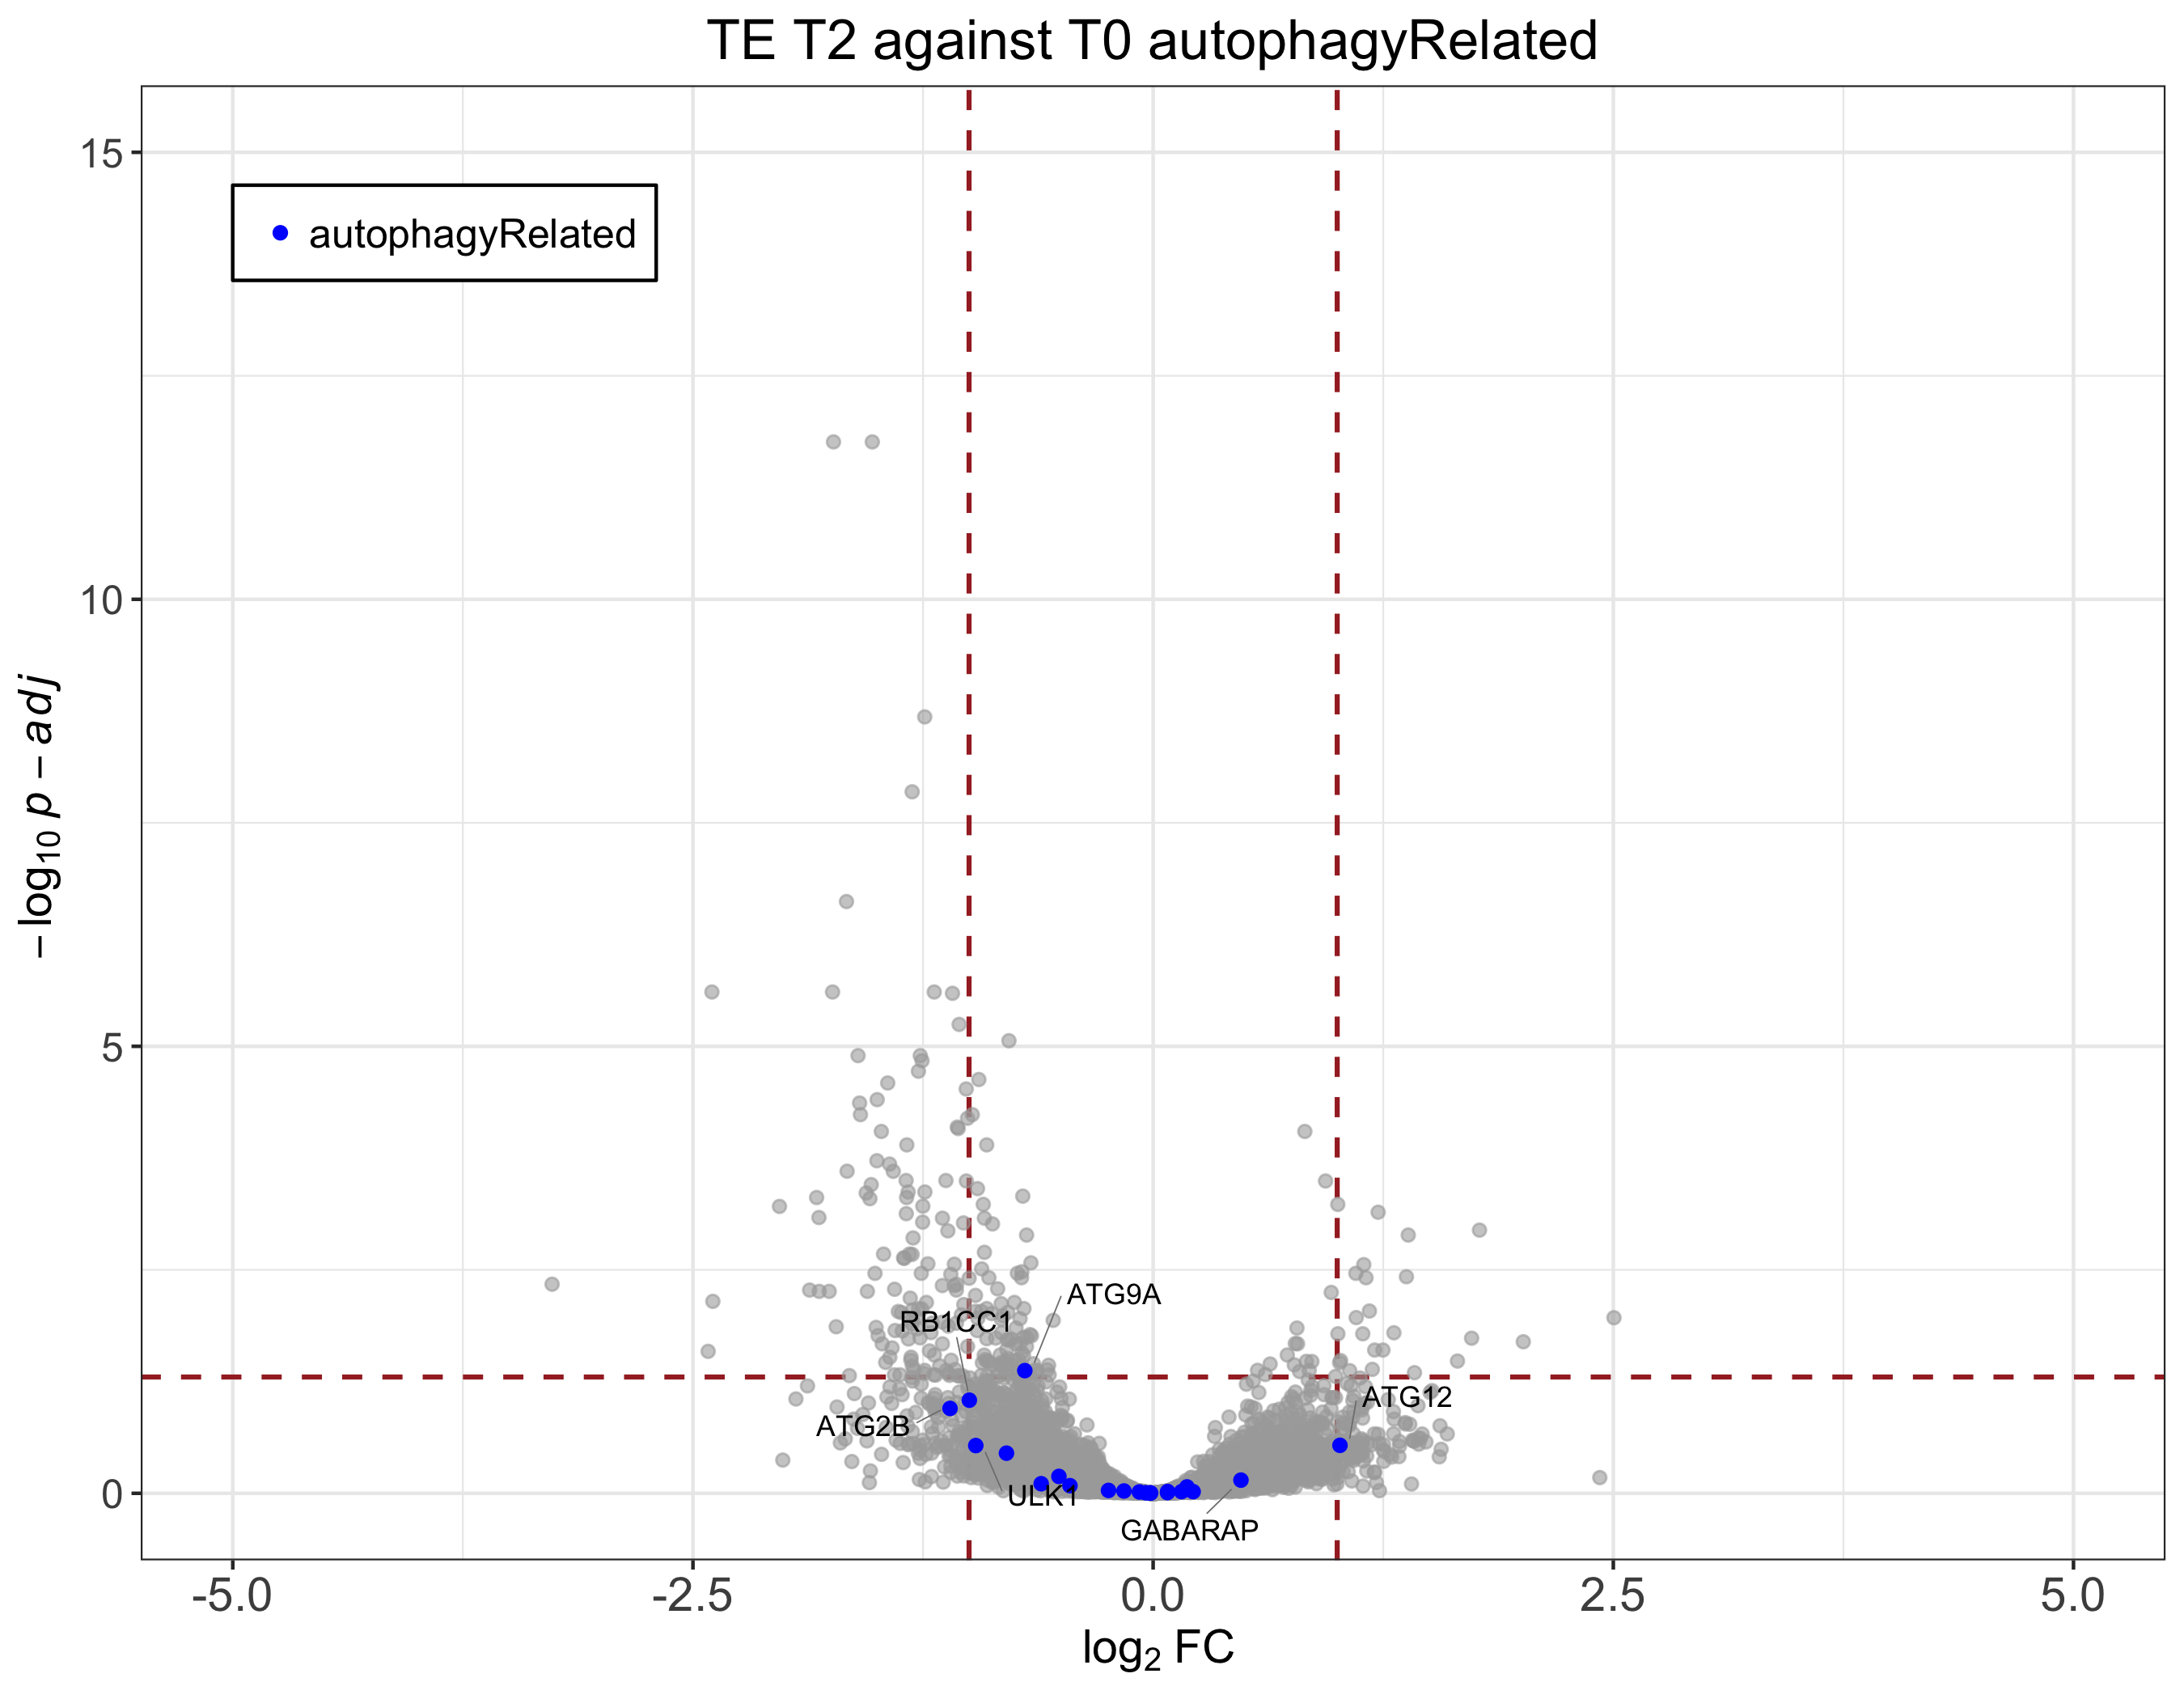 TE T2 against T0 autophagyRelated
15
autophagyRelated
10
−log10 p − adj
5
ATG9A
RB1CC1
ATG12
ATG2B
0
ULK1
GABARAP
-5.0
-2.5
0.0
2.5
5.0
log2 FC